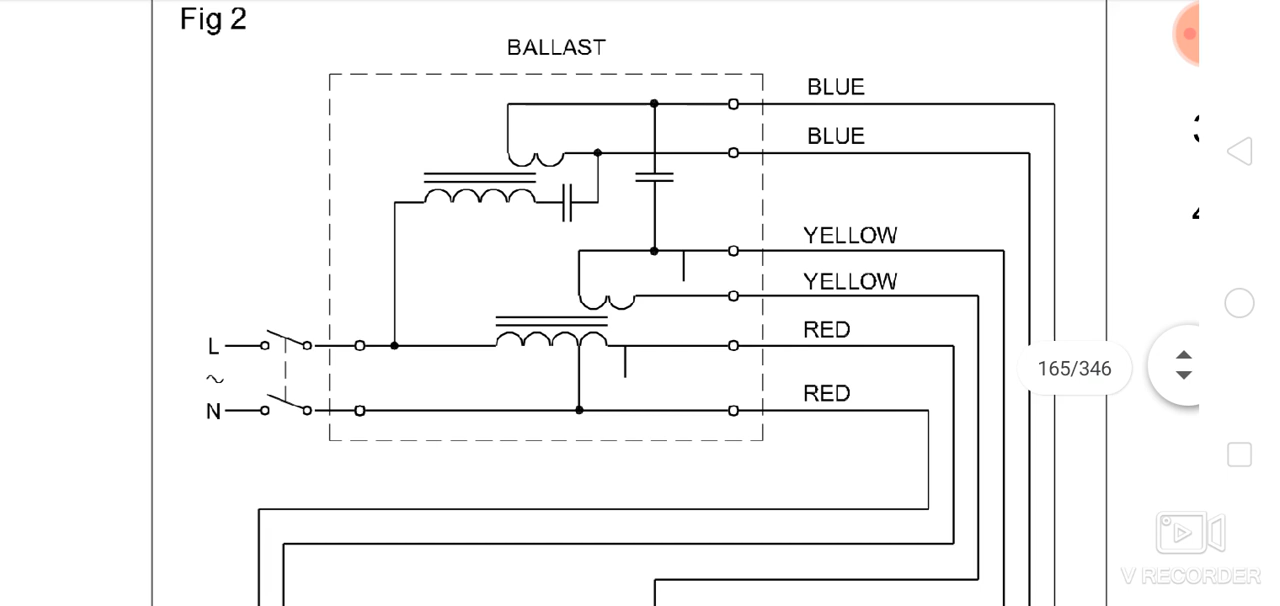 Fig 2
BALLAST
BLUE
BLUE
YELLOW
YELLOW
L
RED
~
165/346
N
RED
V RECORDER